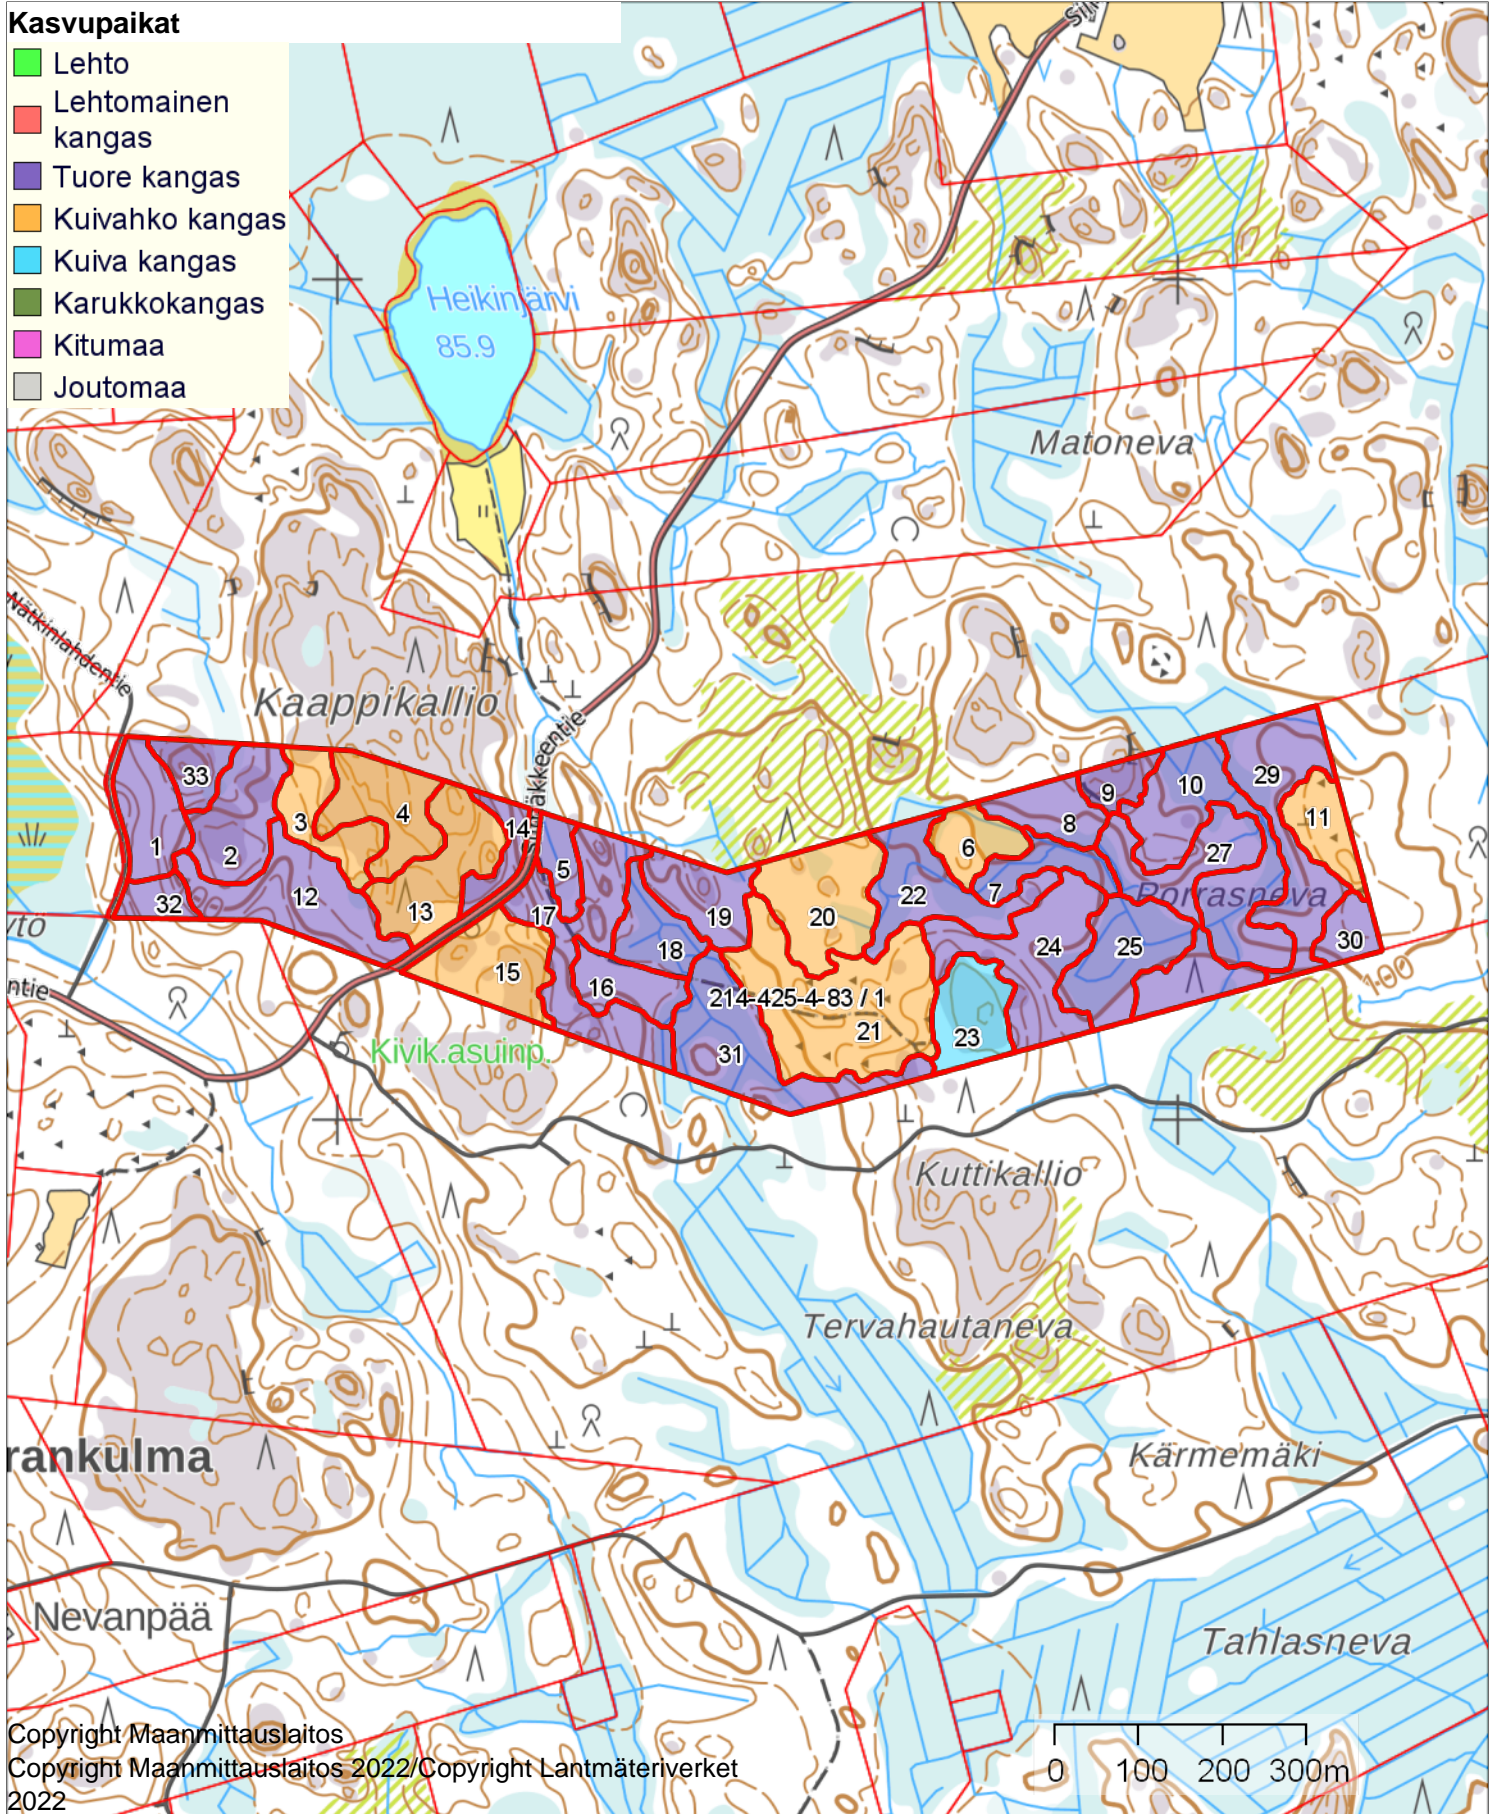 Kasvupaikat
Lehto
Lehtomainen
kangas
Tuore kangas
Kuivahko kangas
Kuiva kangas
Karukkokangas
Kitumaa
Joutomaa
Heikinjärvi
85.9
Matoneva
Nätkinlahdentie
Kaappikallio
33
3
4
14
1
2
5
12
32
13
17
15
16
18
19
20
22
6
7
8
9
10
29
11
27
Porrasneva
24
25
30
214-425-4-83 / 1
21
23
31
100
ntie
5
Kivik.asuinp.
Kuttikallio
Tervahautaneva
Kärmemäki
rankulma
Nevanpää
Tahlasneva
Copyright Maanmittauslaitos
Copyright Maanmittauslaitos 2022/Copyright Lantmäteriverket
2022
0 100 200 300m